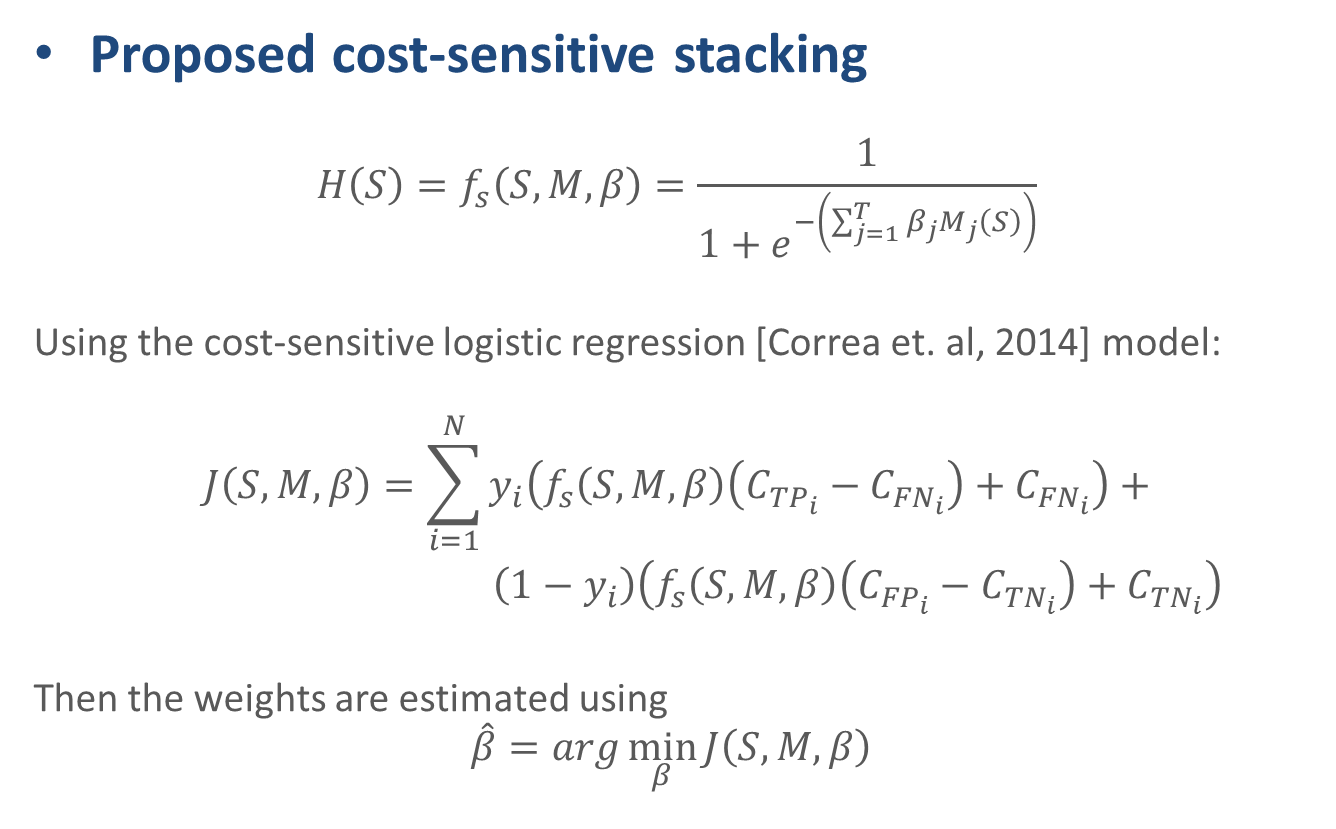 • Proposed cost-sensitive stacking
H(S) = f_s(S, M, β) = 1 / (1 + e^{−(∑_{j=1}^{T} β_j M_j(S))})
Using the cost-sensitive logistic regression [Correa et. al, 2014] model:
J(S, M, β) = ∑_{i=1}^{N} y_i(f_s(S, M, β)(C_{TP_i} − C_{FN_i}) + C_{FN_i}) +
(1 − y_i)(f_s(S, M, β)(C_{FP_i} − C_{TN_i}) + C_{TN_i})
Then the weights are estimated using
β̂ = arg min_β J(S, M, β)